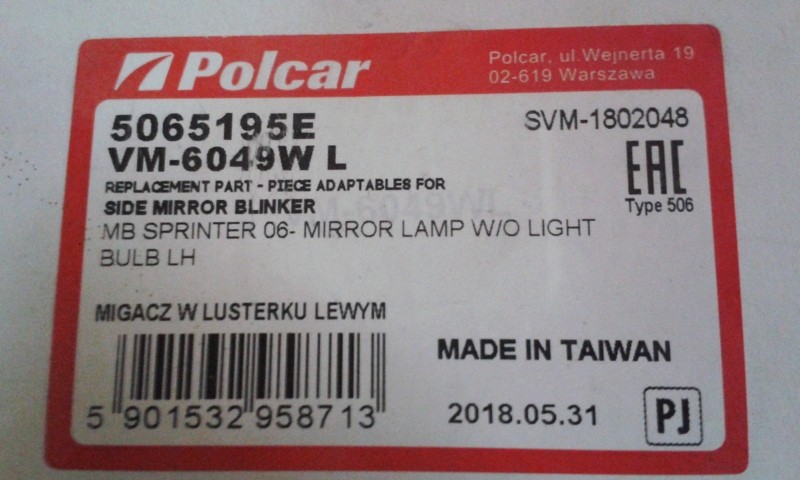 Polcar
Polcar, ul.Wejnerta 19
02-619 Warszawa
5065195E
SVM-1802048
VM-6049W L
EAC
Type 506
REPLACEMENT PART - PIECE ADAPTABLES FOR
SIDE MIRROR BLINKER
MB SPRINTER 06- MIRROR LAMP W/O LIGHT
BULB LH
MIGACZ W LUSTERKU LEWYM
MADE IN TAIWAN
5 901532 958713
2018.05.31
PJ